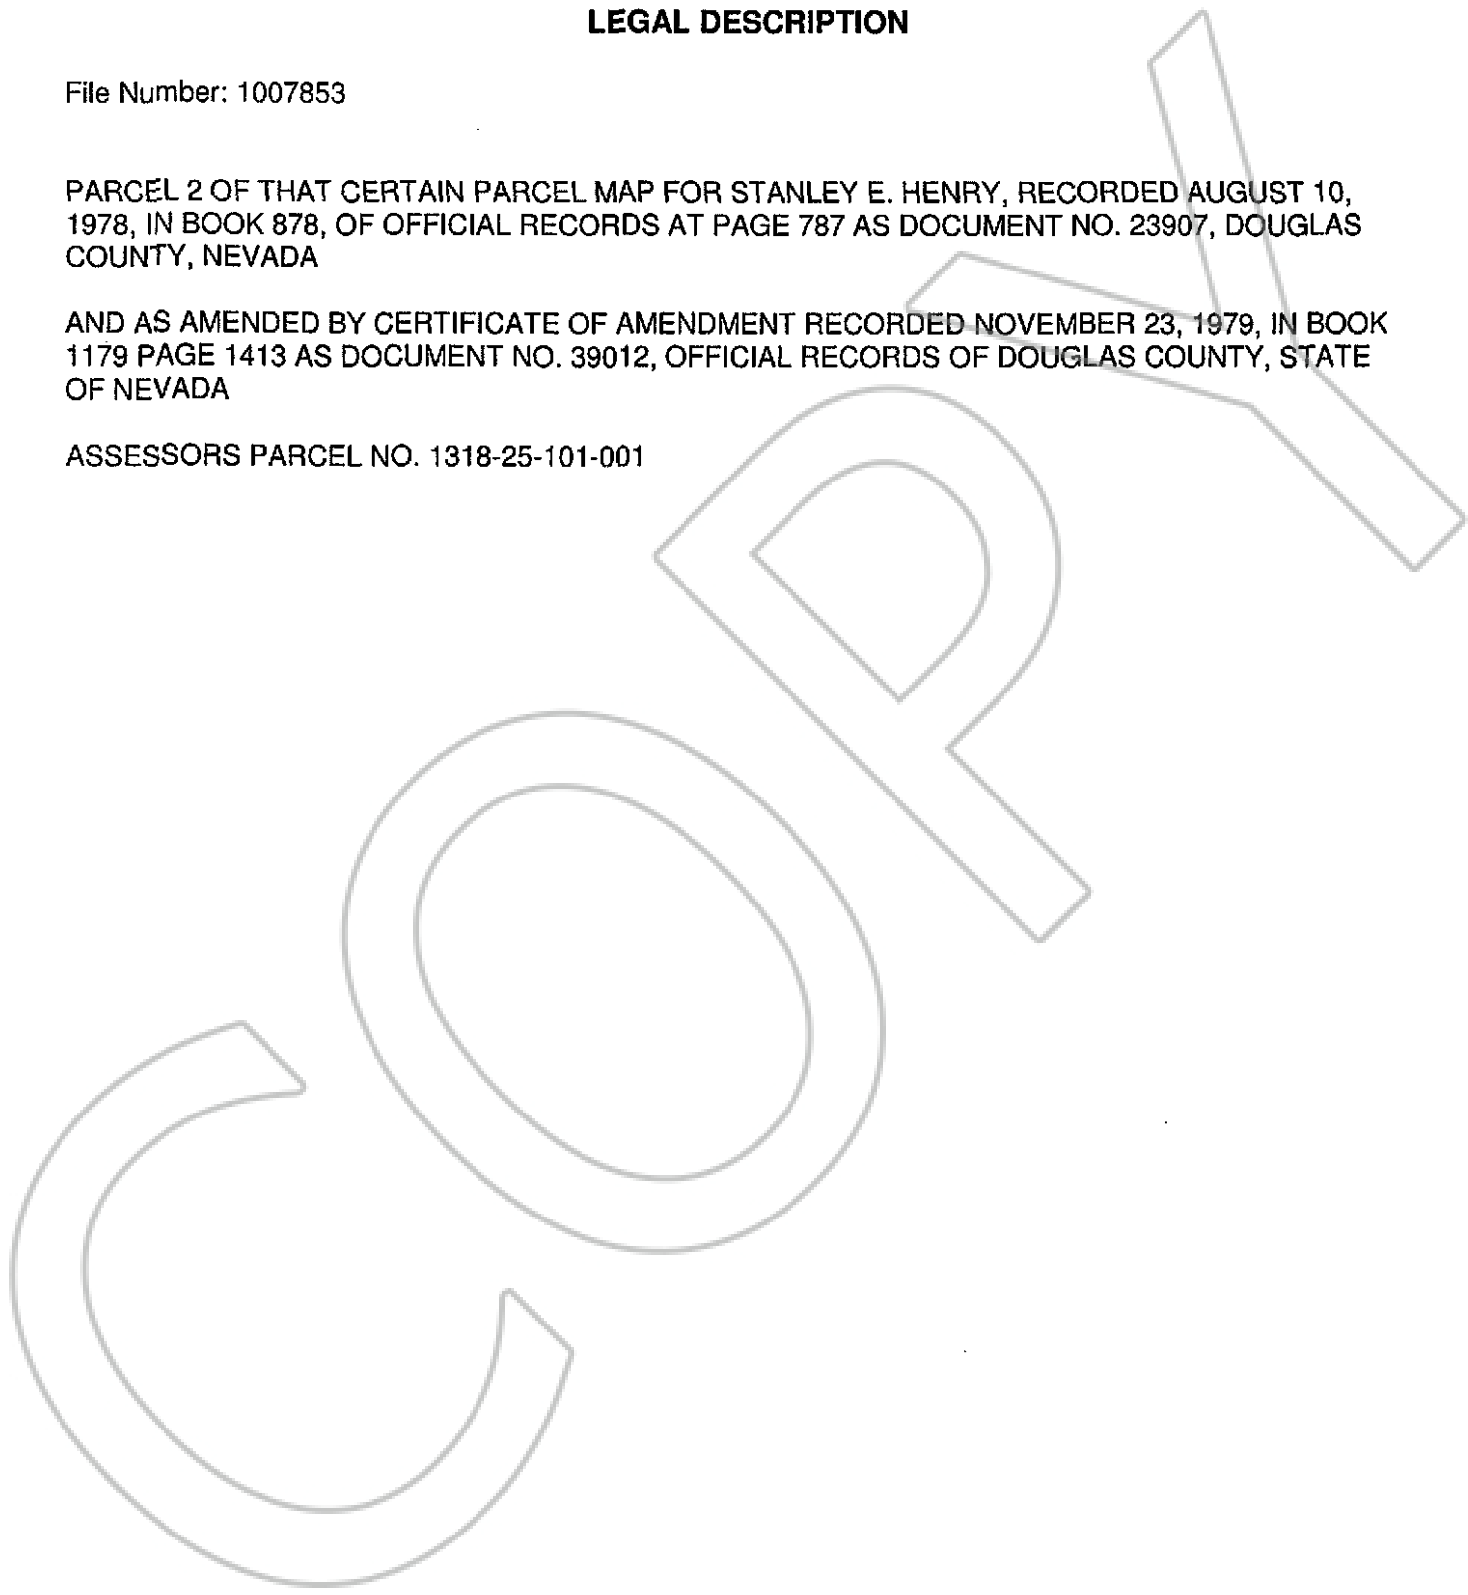 LEGAL DESCRIPTION
File Number: 1007853
PARCEL 2 OF THAT CERTAIN PARCEL MAP FOR STANLEY E. HENRY, RECORDED AUGUST 10,
1978, IN BOOK 878, OF OFFICIAL RECORDS AT PAGE 787 AS DOCUMENT NO. 23907, DOUGLAS
COUNTY, NEVADA
AND AS AMENDED BY CERTIFICATE OF AMENDMENT RECORDED NOVEMBER 23, 1979, IN BOOK
1179 PAGE 1413 AS DOCUMENT NO. 39012, OFFICIAL RECORDS OF DOUGLAS COUNTY, STATE
OF NEVADA
ASSESSORS PARCEL NO. 1318-25-101-001
COPY